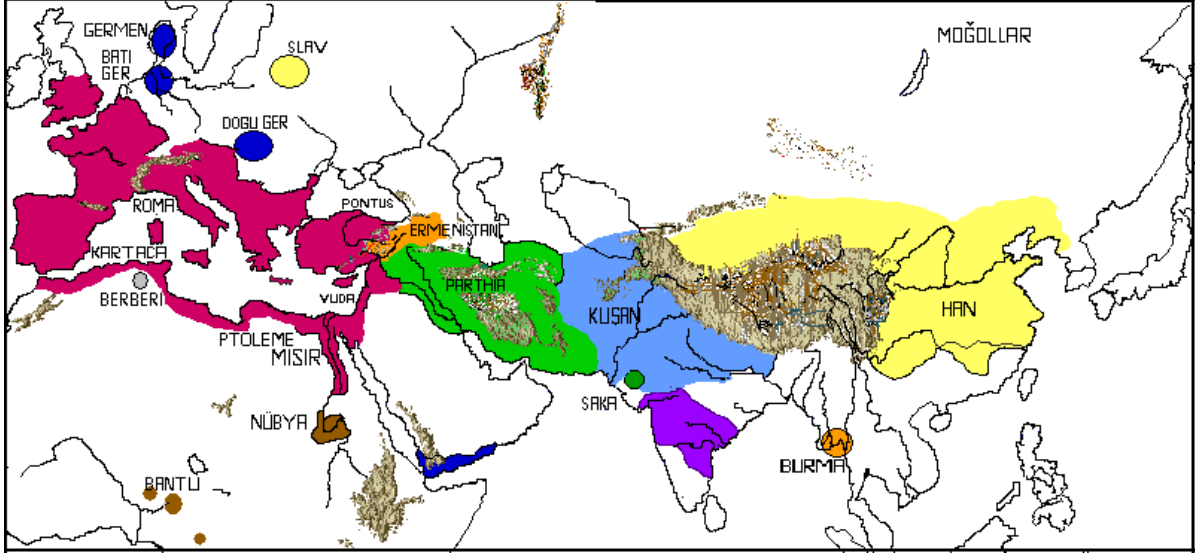 GERMEN
SLAV
MOĞOLLAR
BATI
GER
DOGU GER
ROMA
PONTUS
ERMENISTAN
KARTACA
BERBERI
YUDA
PARTHIA
KUŞAN
HAN
PTOLEME
MISIR
SAKA
NÜBYA
BURMA
BANTU